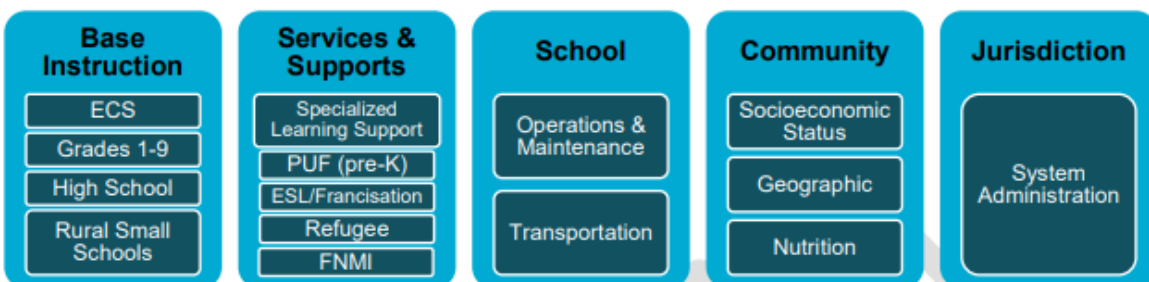 Base
Instruction
ECS
Grades 1-9
High School
Rural Small
Schools
Services &
Supports
Specialized
Learning Support
PUF (pre-K)
ESL/Francisation
Refugee
FNMI
School
Operations &
Maintenance
Transportation
Community
Socioeconomic
Status
Geographic
Nutrition
Jurisdiction
System
Administration